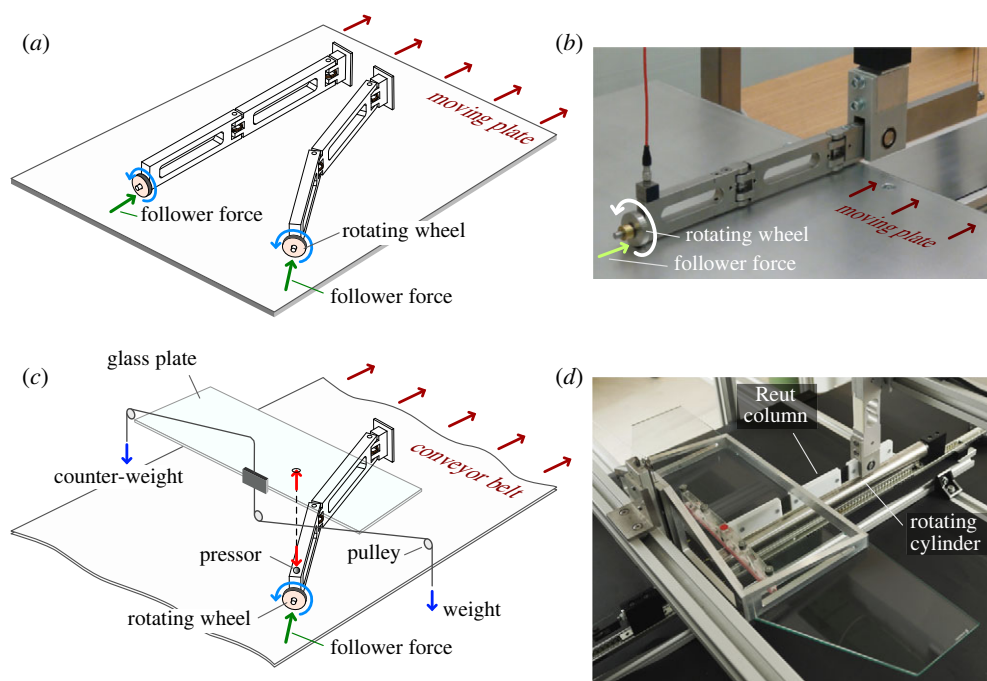 (a)
moving plate
follower force
rotating wheel
follower force
(b)
moving plate
rotating wheel
follower force
(c)
glass plate
counter-weight
conveyor belt
pressor
pulley
rotating wheel
weight
follower force
(d)
Reut
column
rotating
cylinder